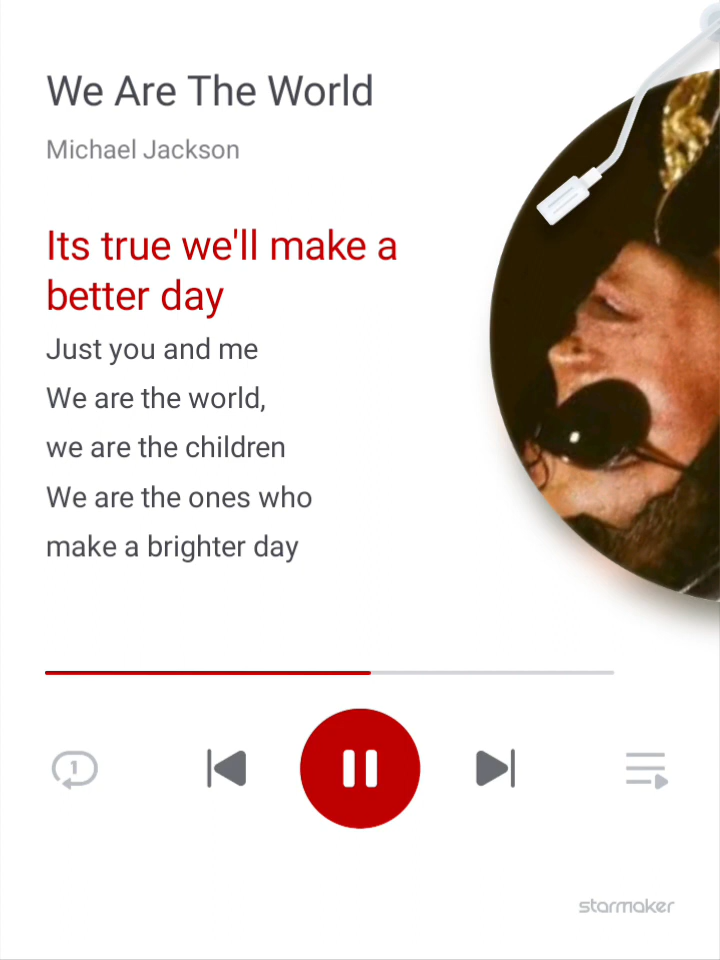 We Are The World
Michael Jackson
Its true we'll make a
better day
Just you and me
We are the world,
we are the children
We are the ones who
make a brighter day
1
starmaker